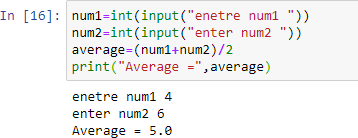 In [16]: num1=int(input("enetre num1 "))
num2=int(input("enter num2 "))
average=(num1+num2)/2
print("Average =",average)
enetre num1 4
enter num2 6
Average = 5.0